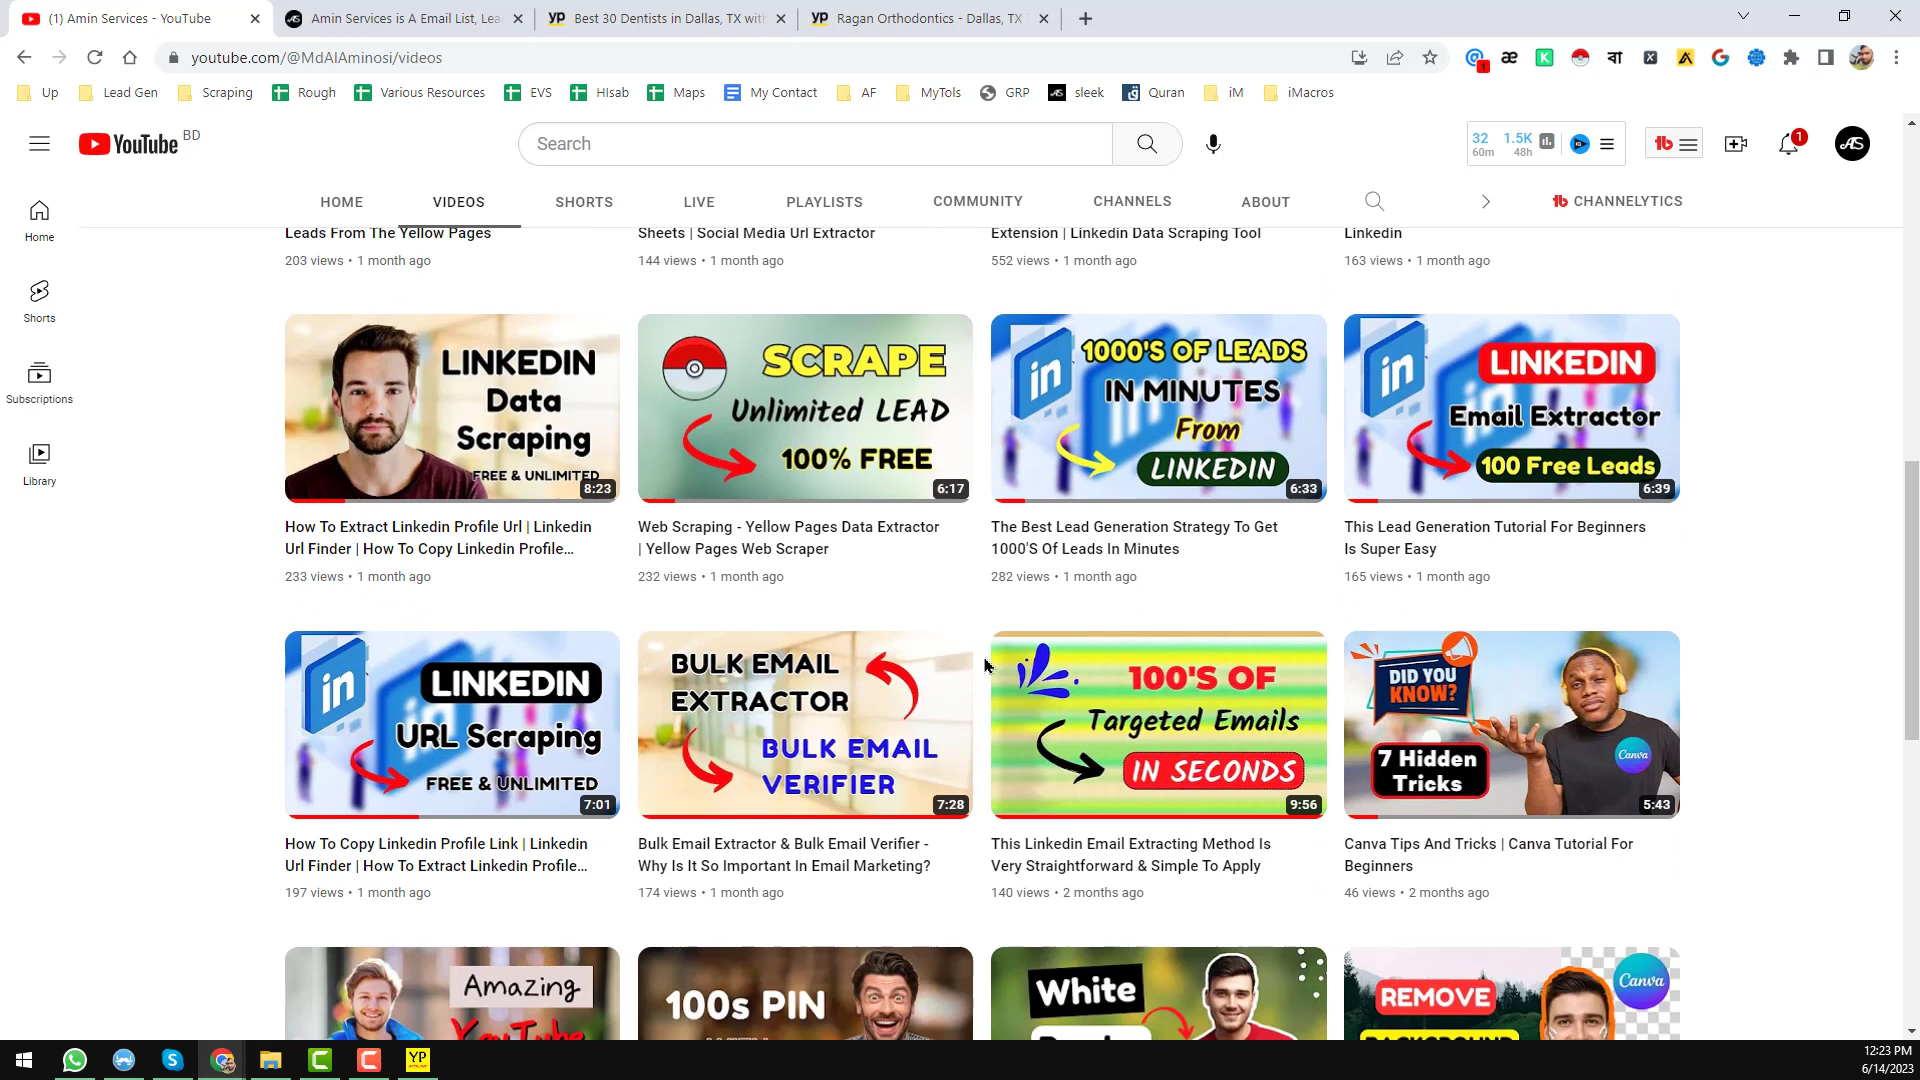 (1) Amin Services - YouTube
Amin Services is A Email List, Lea
Best 30 Dentists in Dallas, TX wit
Ragan Orthodontics - Dallas, TX
youtube.com/@MdAlAminosi/videos
Up
Lead Gen
Scraping
Rough
Various Resources
EVS
HIsab
Maps
My Contact
AF
MyTols
GRP
sleek
Quran
iM
iMacros
YouTube BD
Search
32 60m
1.5K 48h
1
HOME
VIDEOS
SHORTS
LIVE
PLAYLISTS
COMMUNITY
CHANNELS
ABOUT
CHANNELYTICS
Home
Shorts
Subscriptions
Library
Leads From The Yellow Pages
203 views • 1 month ago
Sheets | Social Media Url Extractor
144 views • 1 month ago
Extension | Linkedin Data Scraping Tool
552 views • 1 month ago
Linkedin
163 views • 1 month ago
LINKEDIN
Data
Scraping
FREE & UNLIMITED
8:23
How To Extract Linkedin Profile Url | Linkedin
Url Finder | How To Copy Linkedin Profile...
233 views • 1 month ago
SCRAPE
Unlimited LEAD
100% FREE
6:17
Web Scraping - Yellow Pages Data Extractor
| Yellow Pages Web Scraper
232 views • 1 month ago
in
1000'S OF LEADS
IN MINUTES
From
LINKEDIN
6:33
The Best Lead Generation Strategy To Get
1000'S Of Leads In Minutes
282 views • 1 month ago
in
LINKEDIN
Email Extractor
100 Free Leads
6:39
This Lead Generation Tutorial For Beginners
Is Super Easy
165 views • 1 month ago
in
LINKEDIN
URL Scraping
FREE & UNLIMITED
7:01
How To Copy Linkedin Profile Link | Linkedin
Url Finder | How To Extract Linkedin Profile...
197 views • 1 month ago
BULK EMAIL
EXTRACTOR
BULK EMAIL
VERIFIER
7:28
Bulk Email Extractor & Bulk Email Verifier -
Why Is It So Important In Email Marketing?
174 views • 1 month ago
100'S OF
Targeted Emails
IN SECONDS
9:56
This Linkedin Email Extracting Method Is
Very Straightforward & Simple To Apply
140 views • 2 months ago
DID YOU
KNOW?
7 Hidden
Tricks
Canva
5:43
Canva Tips And Tricks | Canva Tutorial For
Beginners
46 views • 2 months ago
Amazing
YouTube
100s PIN
White
REMOVE
Canva
12:23 PM
6/14/2023